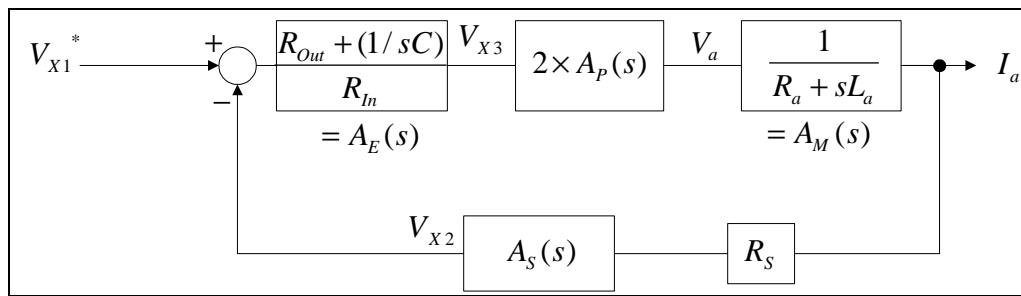 V_{X1}^*
+
−
R_{Out} + (1/sC)
R_{In}
= A_E(s)
V_{X3}
2 × A_P(s)
V_a
1
R_a + sL_a
= A_M(s)
I_a
V_{X2}
A_S(s)
R_S